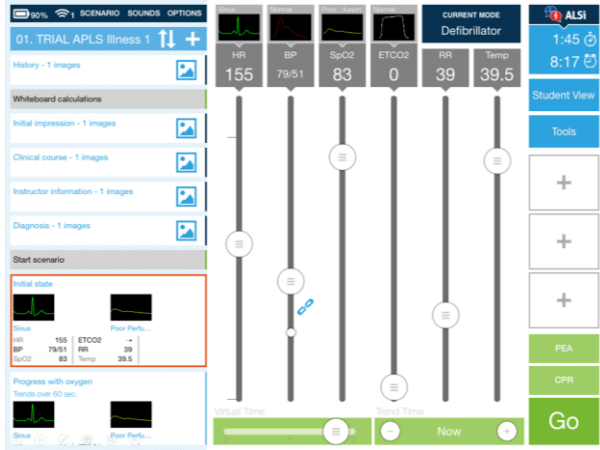 90%
1 SCENARIO SOUNDS OPTIONS
01. TRIAL APLS Illness 1
History - 1 images
Whiteboard calculations
Initial impression - 1 images
Clinical course - 1 images
Instructor information - 1 images
Diagnosis - 1 images
Start scenario
Initial state
Sinus Poor Perfu...
HR 155 ETCO2
BP 79/51 RR 39
SpO2 83 Temp 39.5
Progress with oxygen
Trends over 60 sec.
Sinus Poor Perfu...
Sinus Normal Poor Normal
HR BP SpO2 ETCO2 RR Temp
155 79/51 83 0 39 39.5
CURRENT MODE
Defibrillator
Virtual Time
Trend Time
Now
ALSi
1:45
8:17
Student View
Tools
PEA
CPR
Go